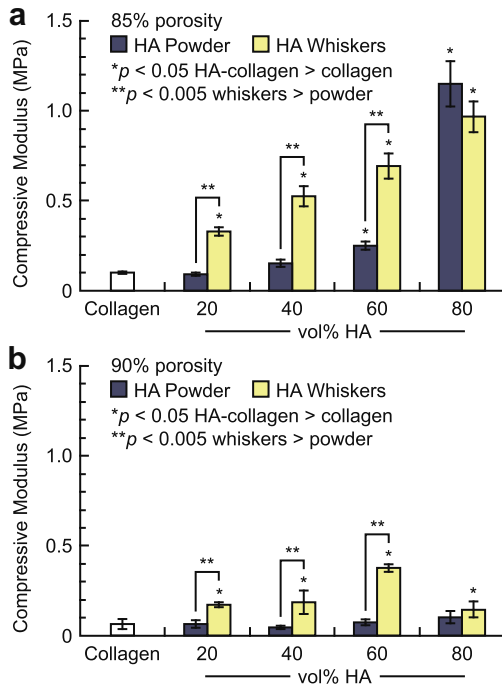 a
85% porosity
HA Powder HA Whiskers
*p < 0.05 HA-collagen > collagen
**p < 0.005 whiskers > powder
Compressive Modulus (MPa)
1.5
1.0
0.5
0
*
*
**
*
**
*
**
*
*
Collagen 20 40 60 80
vol% HA
b
90% porosity
HA Powder HA Whiskers
*p < 0.05 HA-collagen > collagen
**p < 0.005 whiskers > powder
Compressive Modulus (MPa)
1.5
1.0
0.5
0
**
*
**
*
**
*
*
Collagen 20 40 60 80
vol% HA